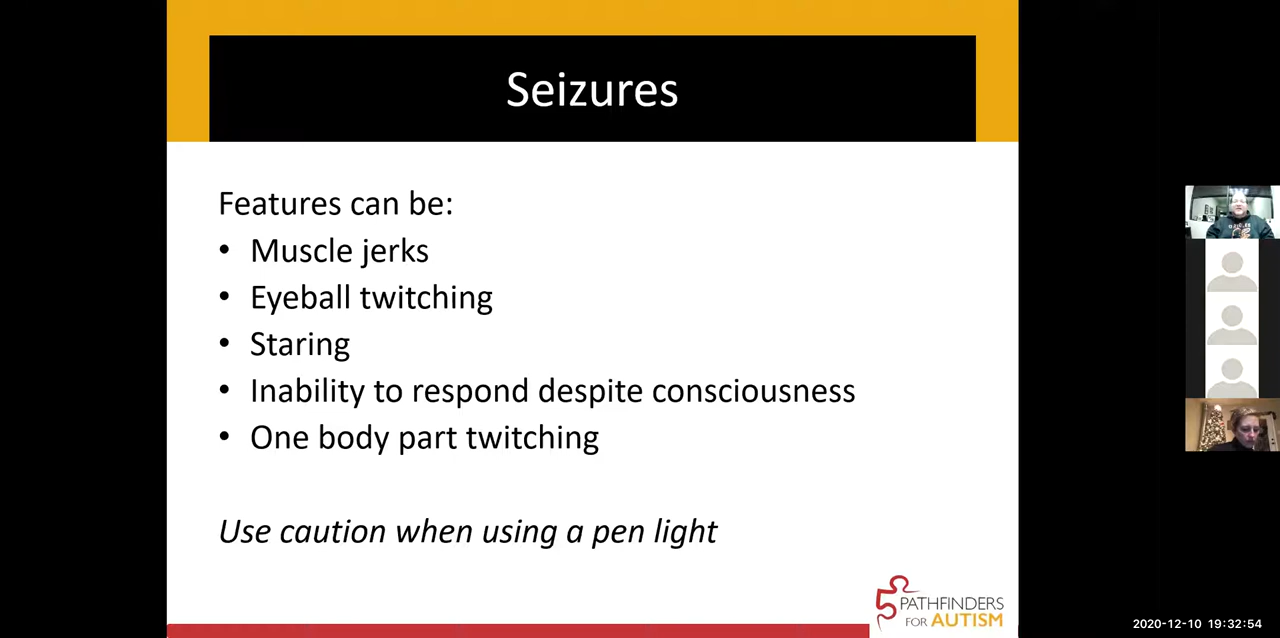 Seizures
Features can be:
• Muscle jerks
• Eyeball twitching
• Staring
• Inability to respond despite consciousness
• One body part twitching
Use caution when using a pen light
PATHFINDERS
FOR AUTISM
2020-12-10 19:32:54